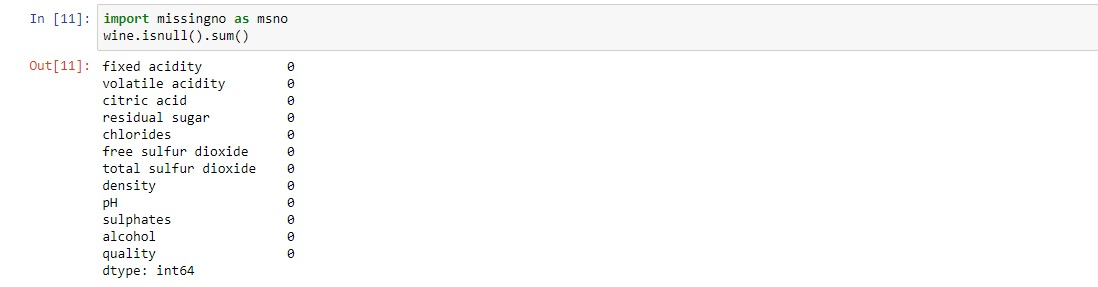 In [11]: import missingno as msno
wine.isnull().sum()
Out[11]: fixed acidity 0
volatile acidity 0
citric acid 0
residual sugar 0
chlorides 0
free sulfur dioxide 0
total sulfur dioxide 0
density 0
pH 0
sulphates 0
alcohol 0
quality 0
dtype: int64